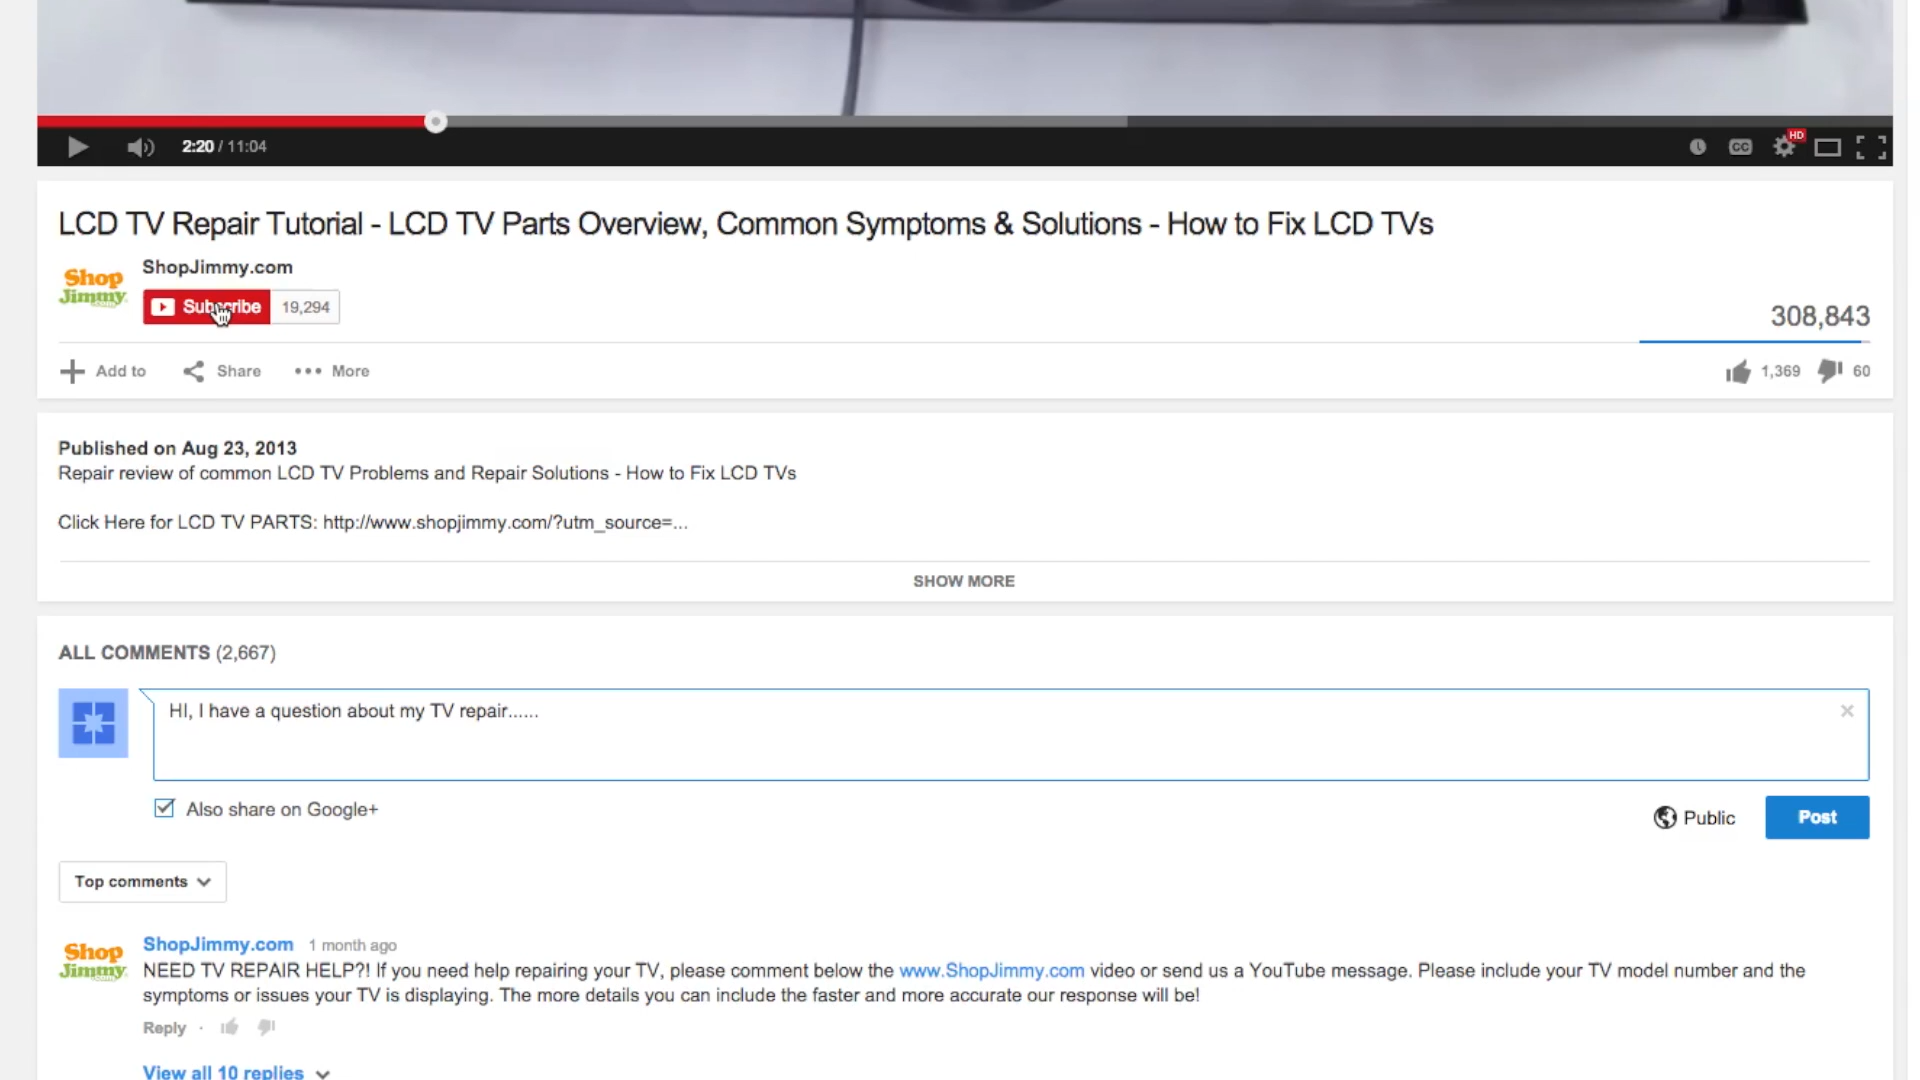 2:20 / 11:04
CC
HD
LCD TV Repair Tutorial - LCD TV Parts Overview, Common Symptoms & Solutions - How to Fix LCD TVs
Shop
Jimmy
ShopJimmy.com
Subscribe 19,294
308,843
Add to Share More
1,369 60
Published on Aug 23, 2013
Repair review of common LCD TV Problems and Repair Solutions - How to Fix LCD TVs
Click Here for LCD TV PARTS: http://www.shopjimmy.com/?utm_source=...
SHOW MORE
ALL COMMENTS (2,667)
HI, I have a question about my TV repair......
Also share on Google+
Public Post
Top comments
Shop
Jimmy
ShopJimmy.com 1 month ago
NEED TV REPAIR HELP?! If you need help repairing your TV, please comment below the www.ShopJimmy.com video or send us a YouTube message. Please include your TV model number and the
symptoms or issues your TV is displaying. The more details you can include the faster and more accurate our response will be!
Reply ·
View all 10 replies